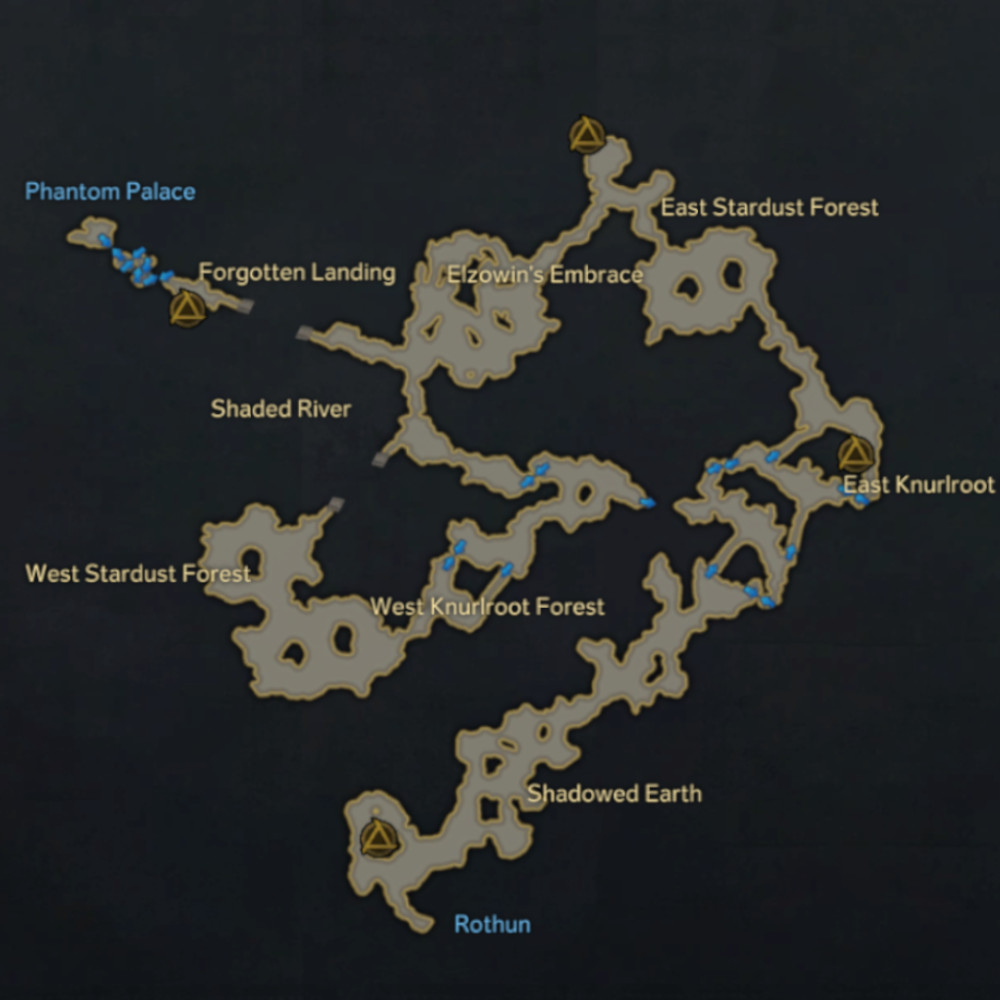 Phantom Palace
East Stardust Forest
Forgotten Landing
Elzowin's Embrace
Shaded River
East Knurlroot
West Stardust Forest
West Knurlroot Forest
Shadowed Earth
Rothun